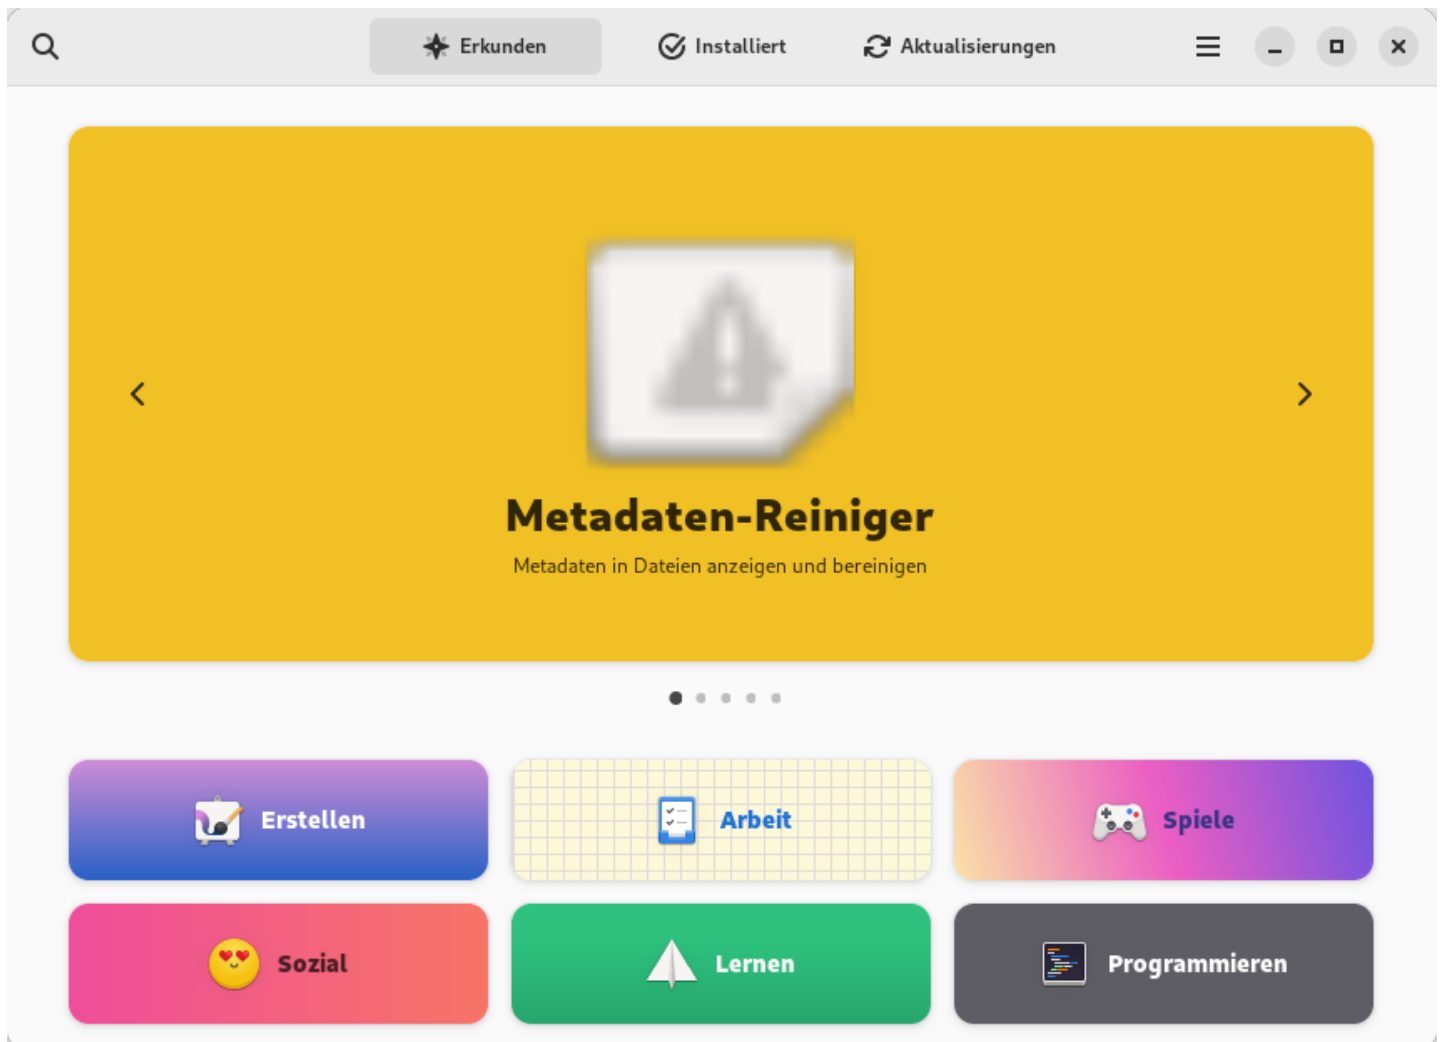 Erkunden
Installiert
Aktualisierungen
Metadaten-Reiniger
Metadaten in Dateien anzeigen und bereinigen
Erstellen
Arbeit
Spiele
Sozial
Lernen
Programmieren